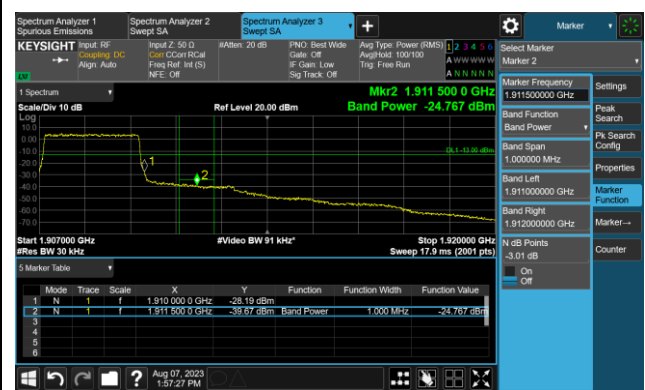 Spectrum Analyzer 1
Spurious Emissions
Spectrum Analyzer 2
Swept SA
Spectrum Analyzer 3
Swept SA
Marker
KEYSIGHT
Input: RF
Coupling: DC
Align: Auto
Input Z: 50 Ω
Corr CCorr RCal
Freq Ref: Int (S)
NFE: Off
#Atten: 20 dB
PNO: Best Wide
Gate: Off
IF Gain: Low
Sig Track: Off
Avg Type: Power (RMS)
Avg|Hold: 100/100
Trig: Free Run
1 2 3 4 5 6
A W W W W W
A N N N N N
LXI
1 Spectrum
Scale/Div 10 dB
Ref Level 20.00 dBm
Mkr2 1.911 500 0 GHz
Band Power -24.767 dBm
Log
10.0
0.00
-10.0
-20.0
-30.0
-40.0
-50.0
-60.0
-70.0
DL1 -13.00 dBm
1
2
Start 1.907000 GHz
#Res BW 30 kHz
#Video BW 91 kHz*
Stop 1.920000 GHz
Sweep 17.9 ms (2001 pts)
5 Marker Table
Mode Trace Scale X Y Function Function Width Function Value
1 N 1 f 1.910 000 0 GHz -28.19 dBm
2 N 1 f 1.911 500 0 GHz -39.67 dBm Band Power 1.000 MHz -24.767 dBm
3
4
5
6
Aug 07, 2023
1:57:27 PM
Select Marker
Marker 2
Marker Frequency
1.911500000 GHz
Band Function
Band Power
Band Span
1.000000 MHz
Band Left
1.911000000 GHz
Band Right
1.912000000 GHz
N dB Points
-3.01 dB
On
Off
Settings
Peak
Search
Pk Search
Config
Properties
Marker
Function
Marker→
Counter